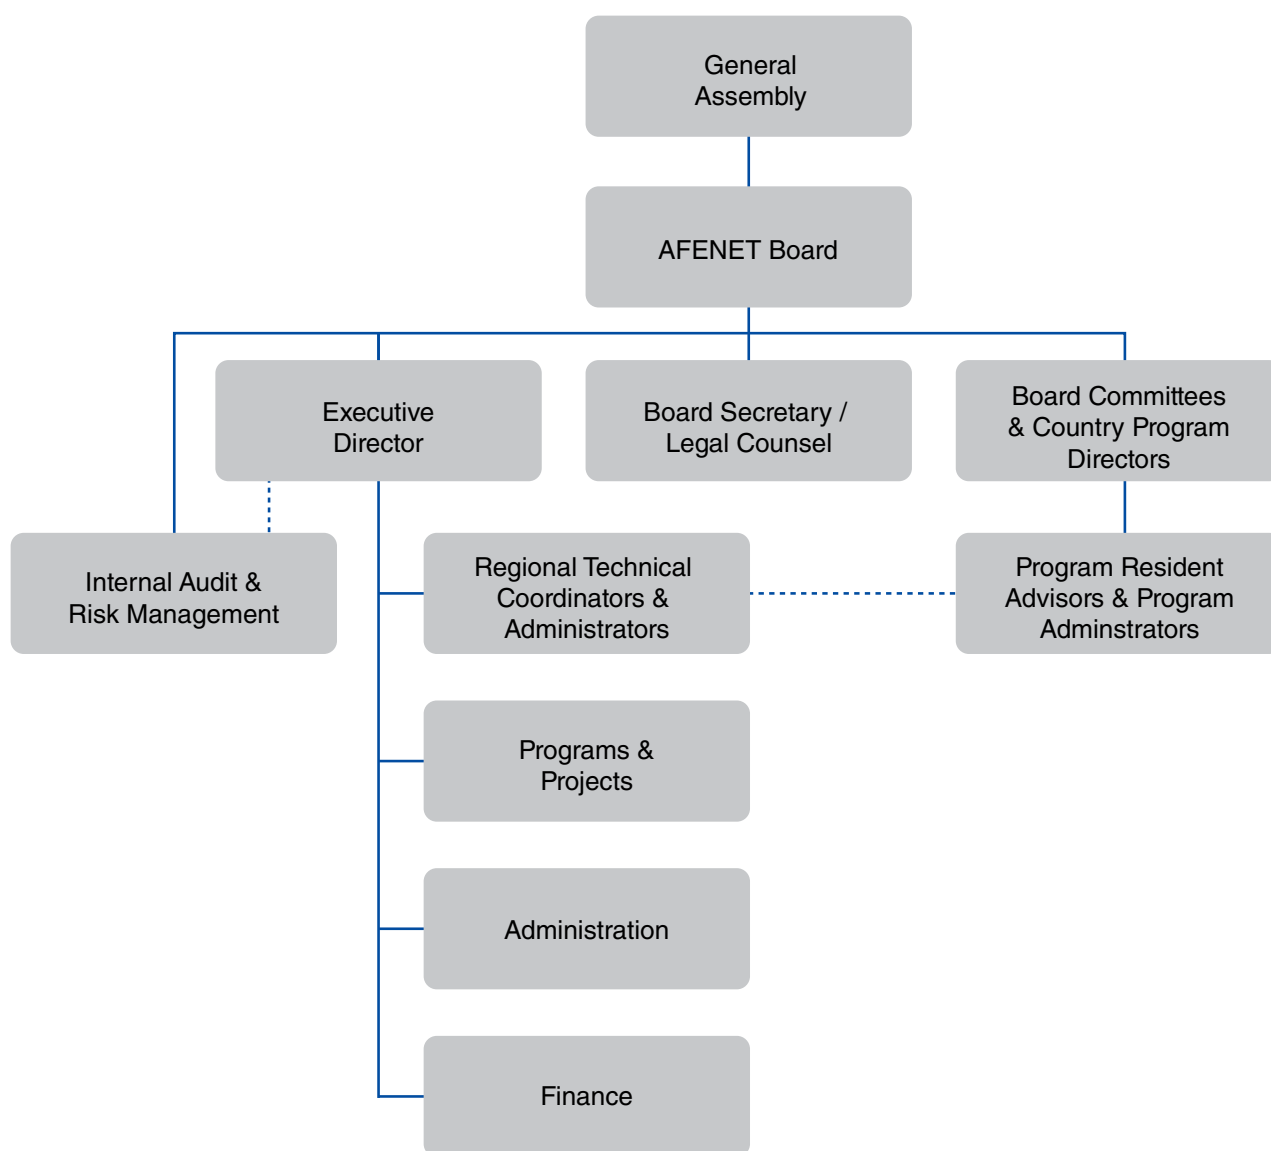 General
Assembly
AFENET Board
Executive
Director
Board Secretary /
Legal Counsel
Board Committees
& Country Program
Directors
Internal Audit &
Risk Management
Regional Technical
Coordinators &
Administrators
Program Resident
Advisors & Program
Adminstrators
Programs &
Projects
Administration
Finance